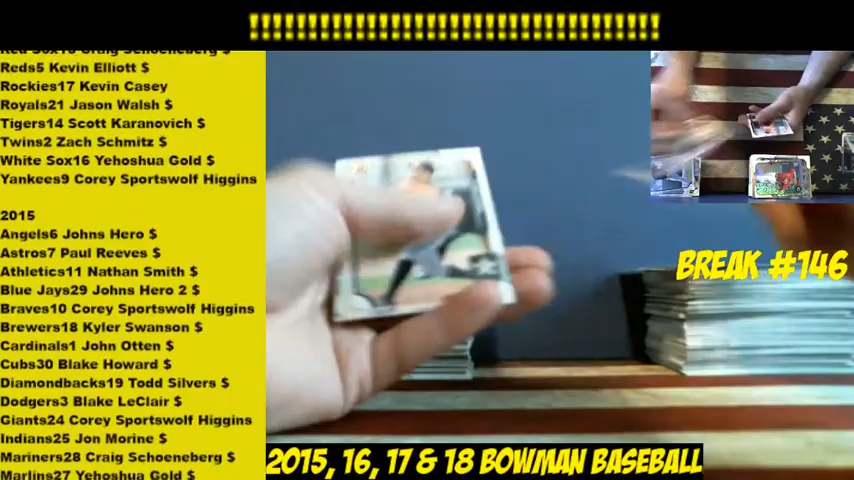 !!!!!!!!!!!!!!!!!!!!!!!!!!!!!!!!!!!!!!!!!!
Red Sox18 Craig Schoeneberg $
Reds5 Kevin Elliott $
Rockies17 Kevin Casey
Royals21 Jason Walsh $
Tigers14 Scott Karanovich $
Twins2 Zach Schmitz $
White Sox16 Yehoshua Gold $
Yankees9 Corey Sportswolf Higgins
2015
Angels6 Johns Hero $
Astros7 Paul Reeves $
Athletics11 Nathan Smith $
Blue Jays29 Johns Hero 2 $
Braves10 Corey Sportswolf Higgins
Brewers18 Kyler Swanson $
Cardinals1 John Otten $
Cubs30 Blake Howard $
Diamondbacks19 Todd Silvers $
Dodgers3 Blake LeClair $
Giants24 Corey Sportswolf Higgins
Indians25 Jon Morine $
Mariners28 Craig Schoeneberg $
Marlins27 Yehoshua Gold $
BREAK #146
2015, 16, 17 & 18 BOWMAN BASEBALL